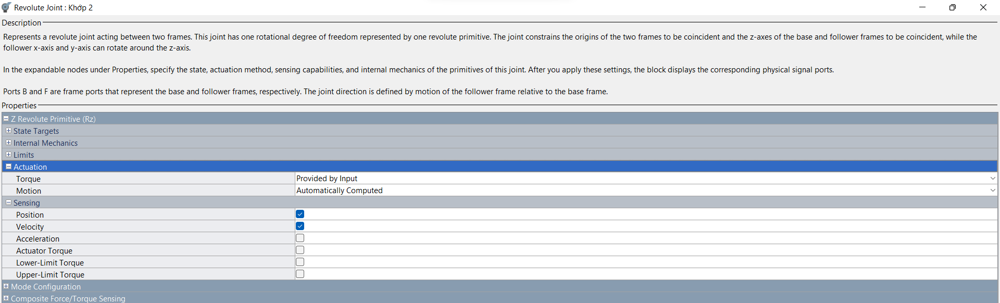 Revolute Joint : Khớp 2
Description
Represents a revolute joint acting between two frames. This joint has one rotational degree of freedom represented by one revolute primitive. The joint constrains the origins of the two frames to be coincident and the z-axes of the base and follower frames to be coincident, while the
follower x-axis and y-axis can rotate around the z-axis.
In the expandable nodes under Properties, specify the state, actuation method, sensing capabilities, and internal mechanics of the primitives of this joint. After you apply these settings, the block displays the corresponding physical signal ports.
Ports B and F are frame ports that represent the base and follower frames, respectively. The joint direction is defined by motion of the follower frame relative to the base frame.
Properties
Z Revolute Primitive (Rz)
State Targets
Internal Mechanics
Limits
Actuation
Torque Provided by Input
Motion Automatically Computed
Sensing
Position
Velocity
Acceleration
Actuator Torque
Lower-Limit Torque
Upper-Limit Torque
Mode Configuration
Composite Force/Torque Sensing